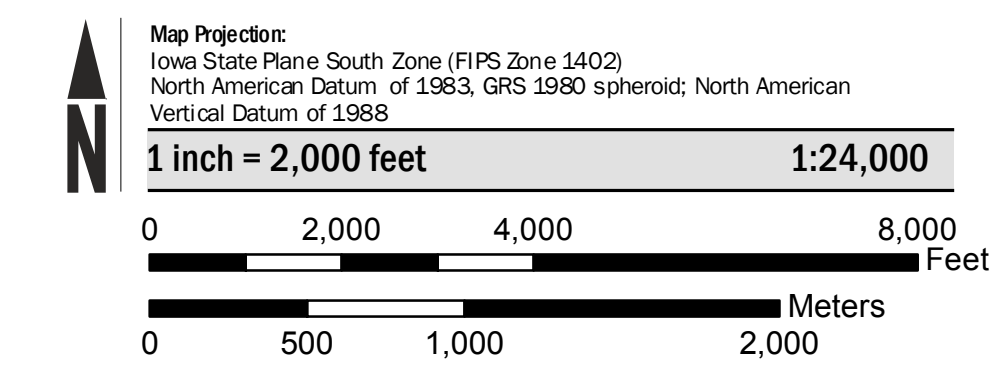 Map Projection:
Iowa State Plane South Zone (FIPS Zone 1402)
North American Datum of 1983, GRS 1980 spheroid; North American
Vertical Datum of 1988
N
1 inch = 2,000 feet 1:24,000
0 2,000 4,000 8,000
Feet
Meters
0 500 1,000 2,000